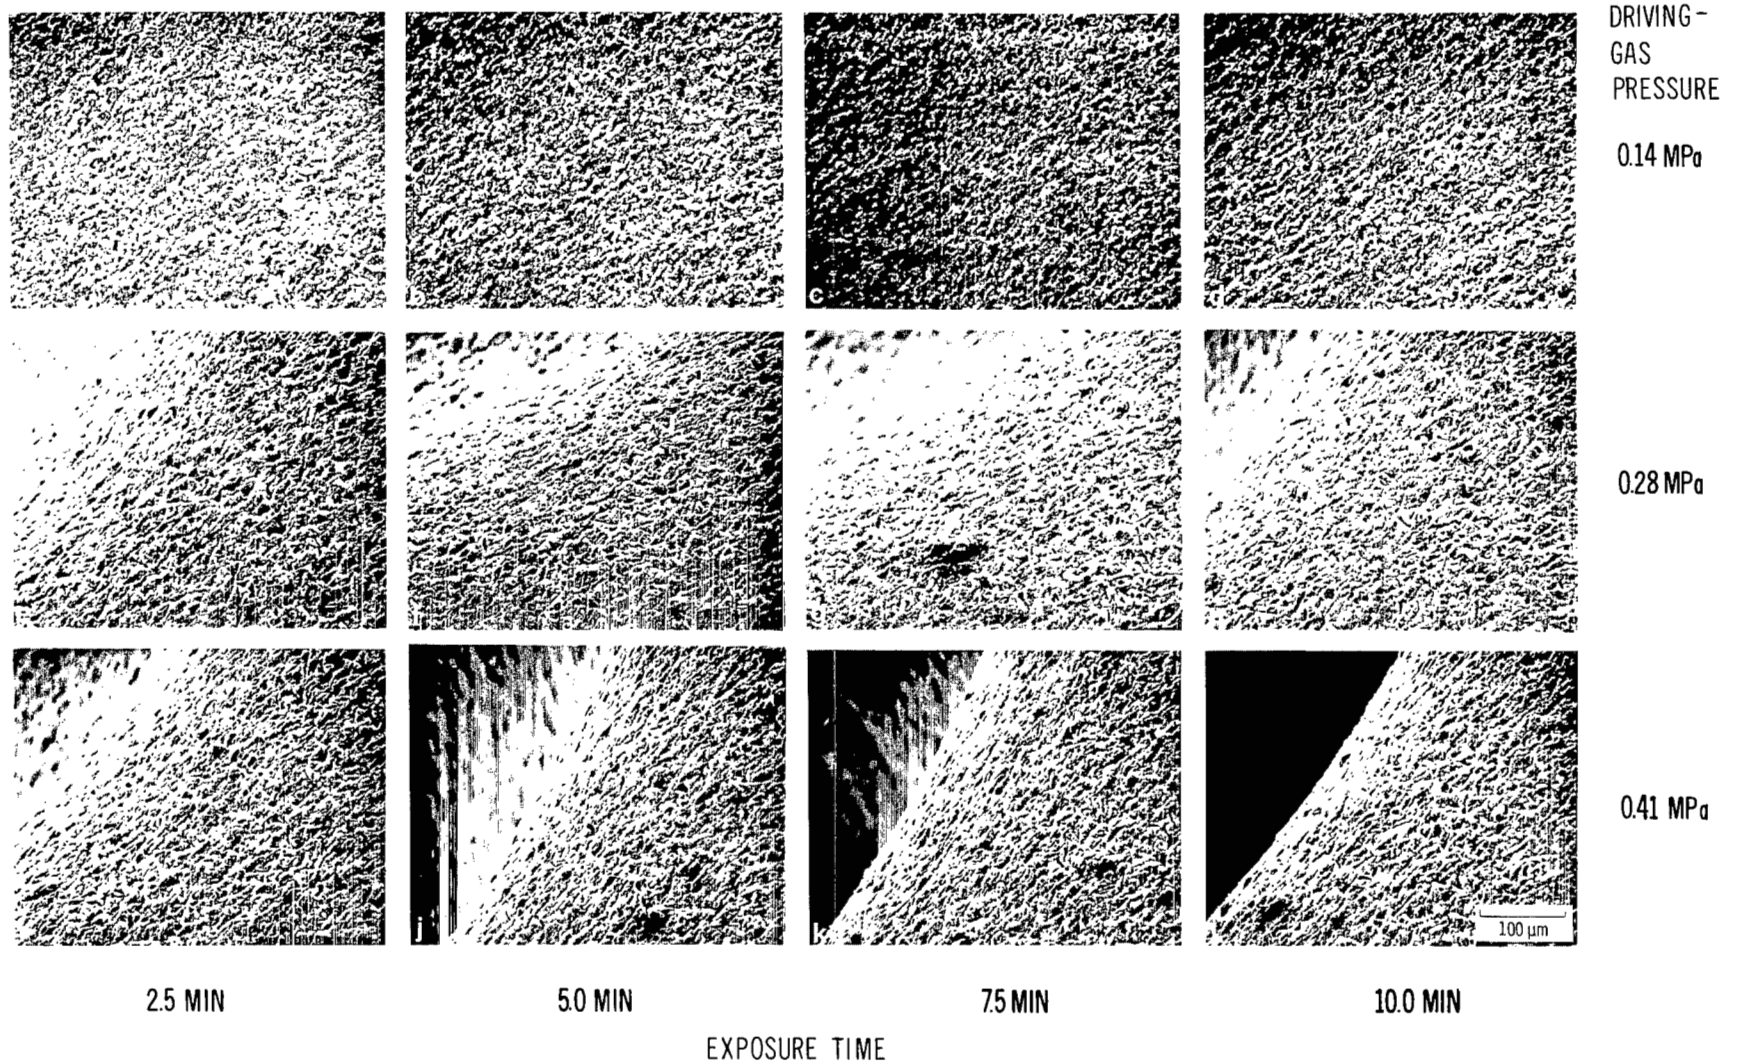 DRIVING-
GAS
PRESSURE
b
c
d
0.14 MPa
0.28 MPa
j
k
0.41 MPa
100 μm
2.5 MIN
5.0 MIN
7.5 MIN
10.0 MIN
EXPOSURE TIME